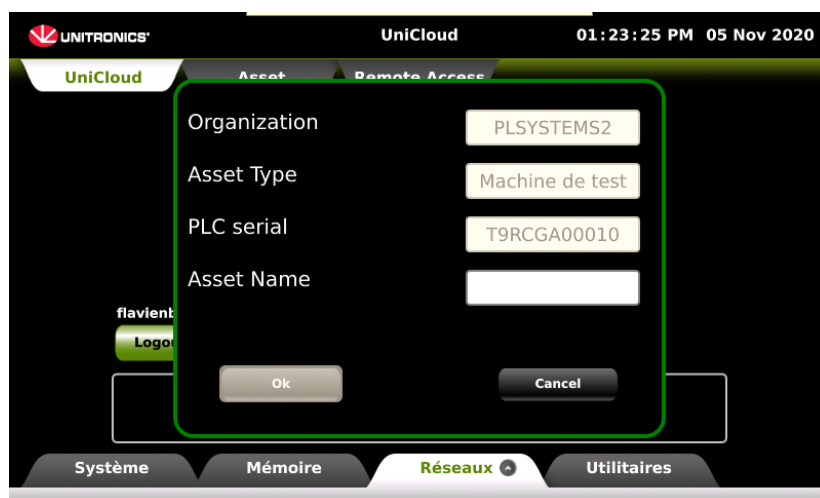 UNITRONICS
UniCloud
01:23:25 PM 05 Nov 2020
UniCloud
Asset
Remote Access
Organization
PLSYSTEMS2
Asset Type
Machine de test
PLC serial
T9RCGA00010
Asset Name
Ok
Cancel
Système
Mémoire
Réseaux
Utilitaires